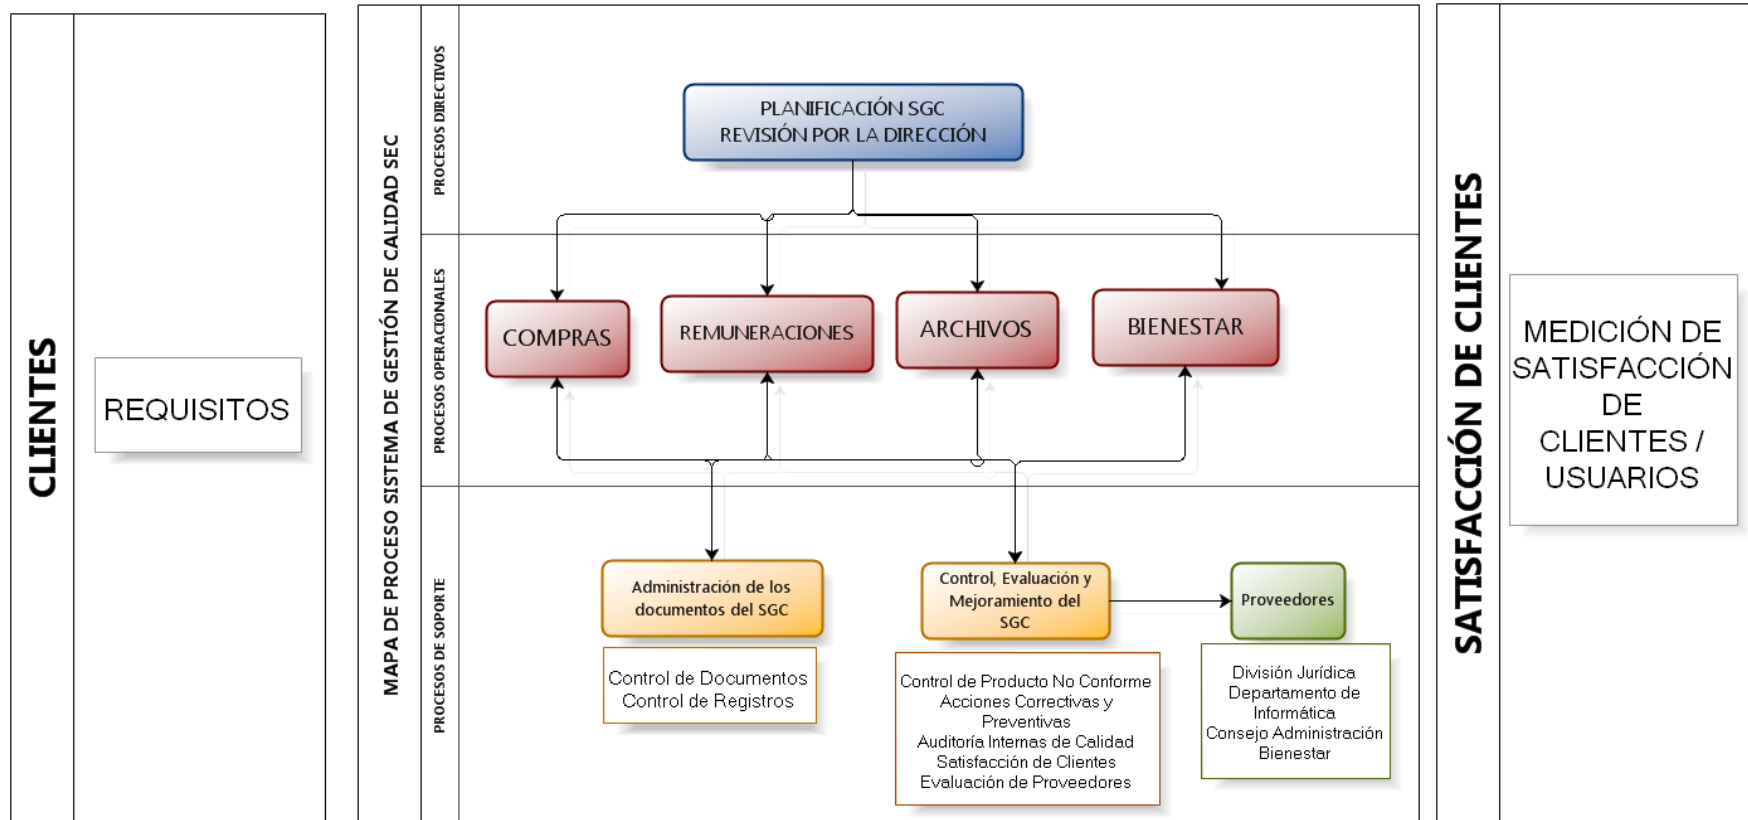 CLIENTES
REQUISITOS
MAPA DE PROCESO SISTEMA DE GESTIÓN DE CALIDAD SEC
PROCESOS DIRECTIVOS
PLANIFICACIÓN SGC
REVISIÓN POR LA DIRECCIÓN
PROCESOS OPERACIONALES
COMPRAS
REMUNERACIONES
ARCHIVOS
BIENESTAR
PROCESOS DE SOPORTE
Administración de los
documentos del SGC
Control de Documentos
Control de Registros
Control, Evaluación y
Mejoramiento del
SGC
Control de Producto No Conforme
Acciones Correctivas y
Preventivas
Auditoría Internas de Calidad
Satisfacción de Clientes
Evaluación de Proveedores
Proveedores
División Jurídica
Departamento de
Informática
Consejo Administración
Bienestar
SATISFACCIÓN DE CLIENTES
MEDICIÓN DE
SATISFACCIÓN
DE
CLIENTES /
USUARIOS